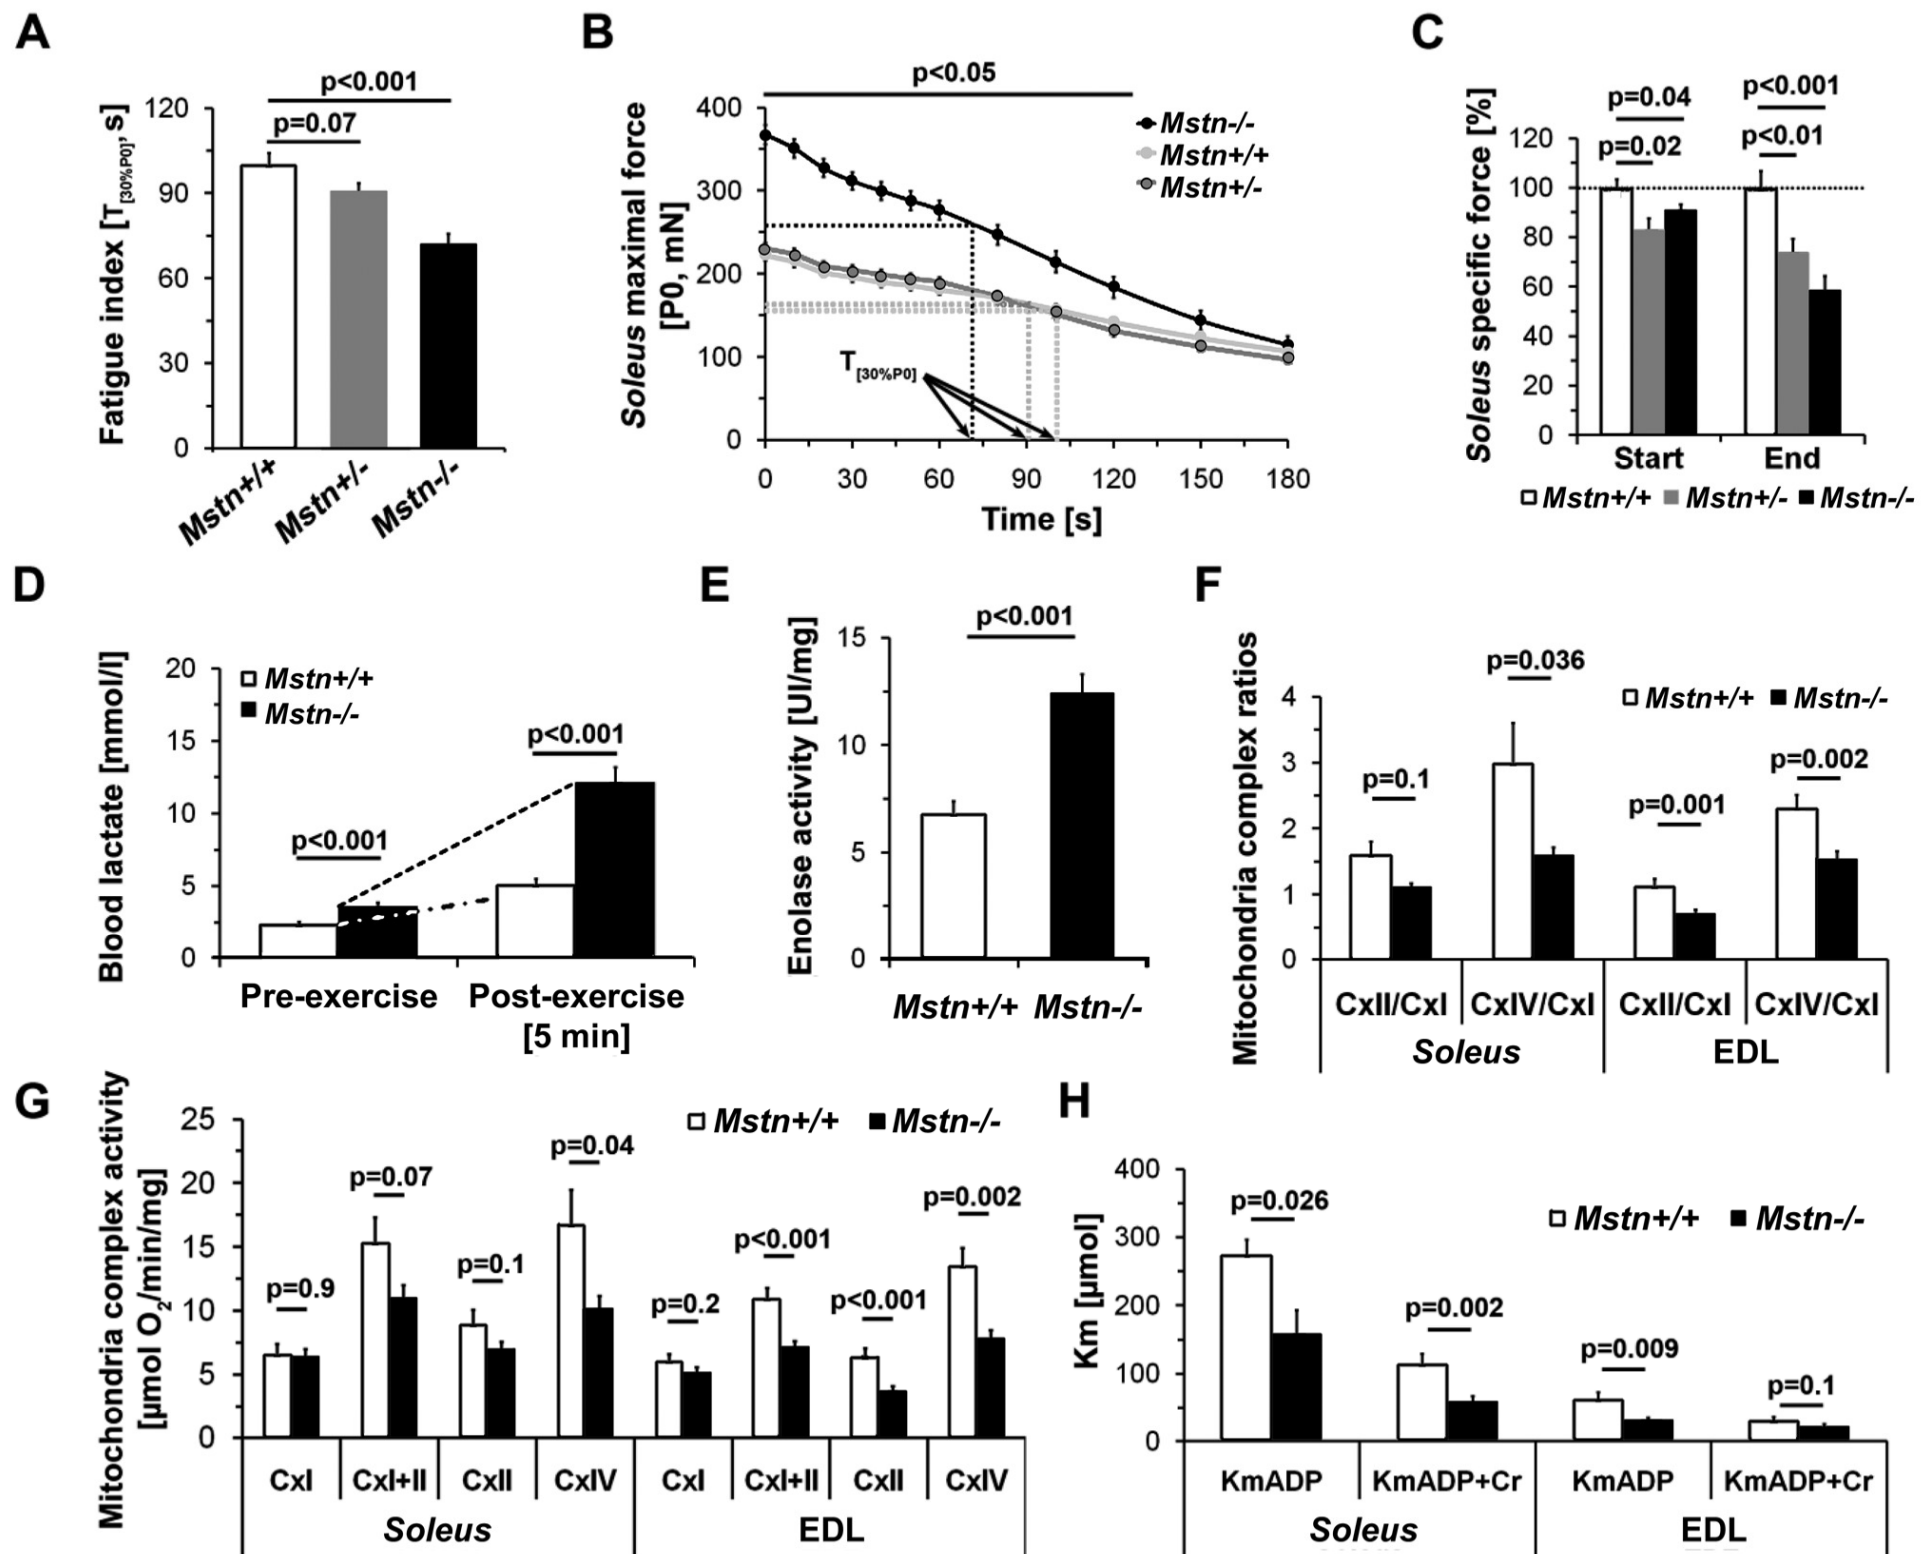 A
p<0.001
p=0.07
Fatigue index [T[30%P0], s]
120
90
60
30
0
Mstn+/+
Mstn+/-
Mstn-/-
B
p<0.05
Soleus maximal force
[P0, mN]
400
300
200
100
0
Mstn-/-
Mstn+/+
Mstn+/-
T[30%P0]
0 30 60 90 120 150 180
Time [s]
C
p=0.04
p=0.02
p<0.001
p<0.01
Soleus specific force [%]
120
100
80
60
40
20
0
Start End
Mstn+/+ Mstn+/- Mstn-/-
D
Blood lactate [mmol/l]
20
15
10
5
0
Mstn+/+
Mstn-/-
p<0.001
p<0.001
Pre-exercise Post-exercise
[5 min]
E
p<0.001
Enolase activity [UI/mg]
15
10
5
0
Mstn+/+ Mstn-/-
F
Mitochondria complex ratios
4
3
2
1
0
Mstn+/+ Mstn-/-
p=0.1
p=0.036
p=0.001
p=0.002
CxII/CxI CxIV/CxI CxII/CxI CxIV/CxI
Soleus EDL
G
Mitochondria complex activity
[µmol O2/min/mg]
25
20
15
10
5
0
Mstn+/+ Mstn-/-
p=0.9
p=0.07
p=0.1
p=0.04
p=0.2
p<0.001
p<0.001
p=0.002
CxI CxI+II CxII CxIV CxI CxI+II CxII CxIV
Soleus EDL
H
Km [µmol]
400
300
200
100
0
Mstn+/+ Mstn-/-
p=0.026
p=0.002
p=0.009
p=0.1
KmADP KmADP+Cr KmADP KmADP+Cr
Soleus EDL